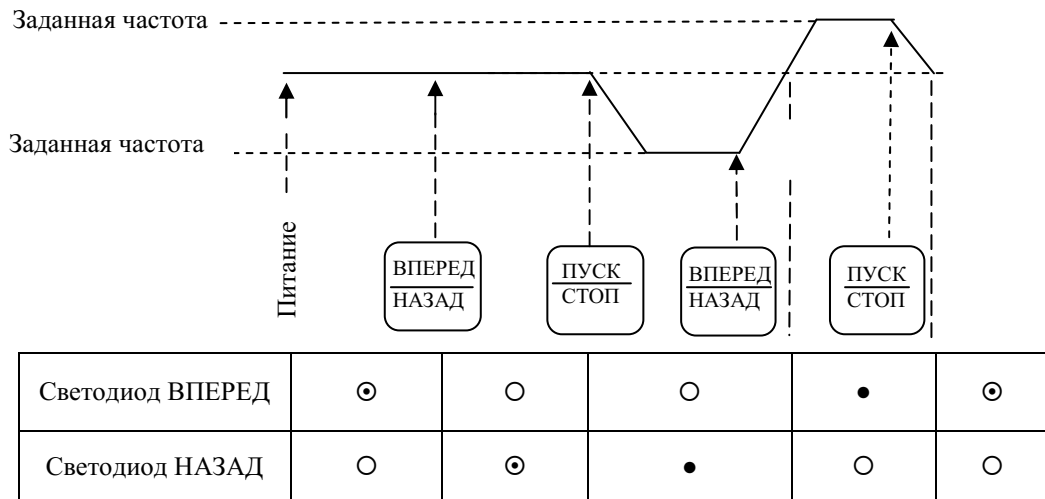 Заданная частота
Заданная частота
Питание
ВПЕРЕД
НАЗАД
ПУСК
СТОП
ВПЕРЕД
НАЗАД
ПУСК
СТОП
Светодиод ВПЕРЕД
Светодиод НАЗАД